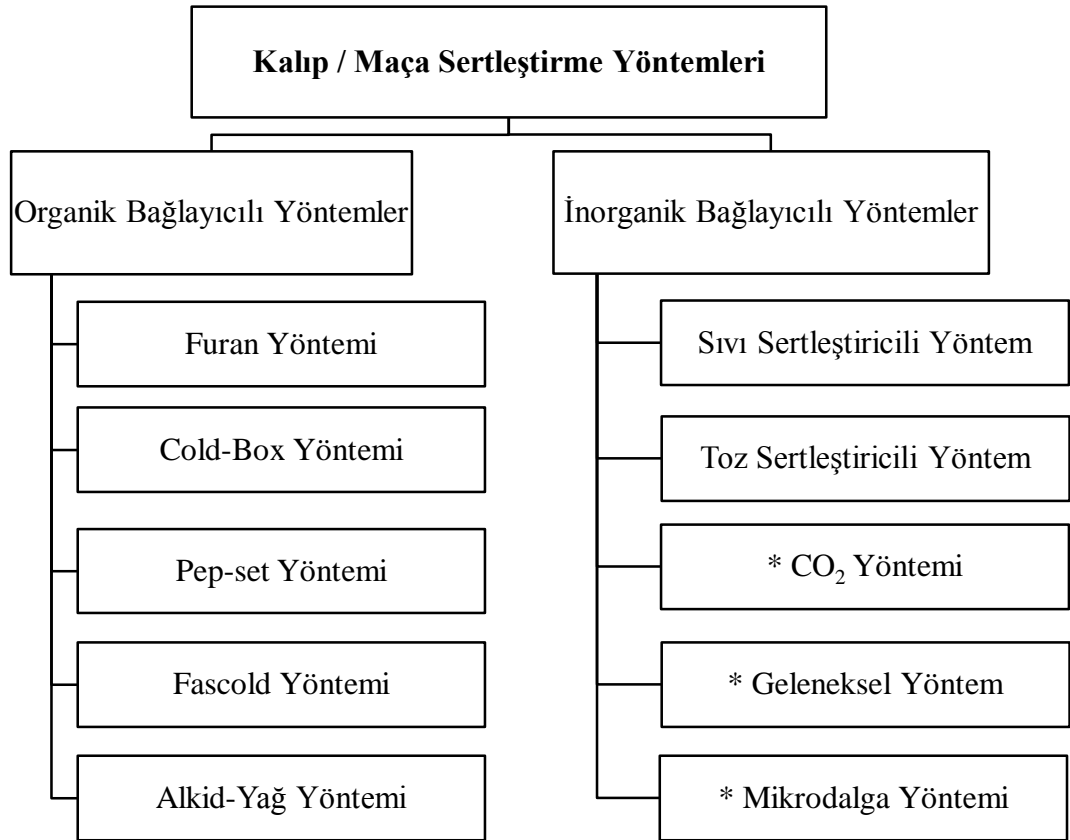 Kalıp / Maça Sertleştirme Yöntemleri
Organik Bağlayıcılı Yöntemler
Furan Yöntemi
Cold-Box Yöntemi
Pep-set Yöntemi
Fascold Yöntemi
Alkid-Yağ Yöntemi
İnorganik Bağlayıcılı Yöntemler
Sıvı Sertleştiricili Yöntem
Toz Sertleştiricili Yöntem
* CO₂ Yöntemi
* Geleneksel Yöntem
* Mikrodalga Yöntemi